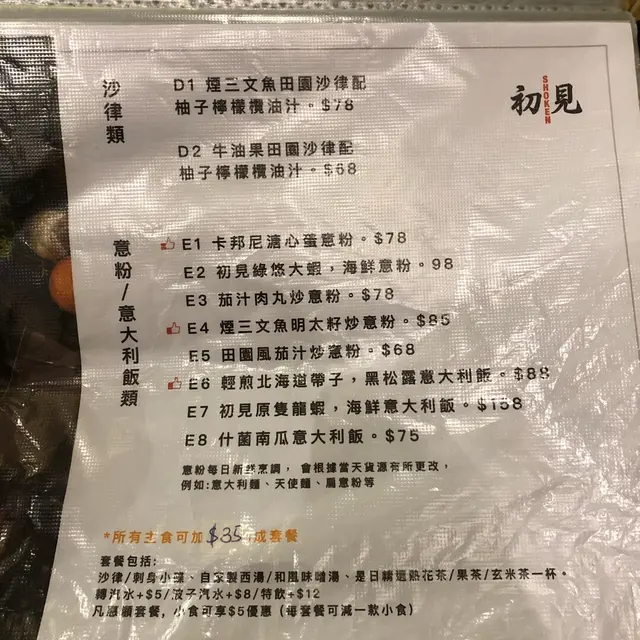 沙律類
D1 煙三文魚田園沙律配
柚子檸檬欖油汁。$78
D2 牛油果田園沙律配
柚子檸檬欖油汁。$68
初見
SHOKEN
意粉/意大利飯類
E1 卡邦尼溏心蛋意粉。$78
E2 初見綠悠大蝦，海鮮意粉。98
E3 茄汁肉丸炒意粉。$78
E4 煙三文魚明太籽炒意粉。$85
E5 田園風茄汁炒意粉。$68
E6 輕煎北海道帶子，黑松露意大利飯。$88
E7 初見原隻龍蝦，海鮮意大利飯。$158
E8 什菌南瓜意大利飯。$75
意粉每日新鮮烹調，會根據當天貨源有所更改，
例如:意大利麵、天使麵、扁意粉等
*所有主食可加$35成套餐
套餐包括:
沙律/刺身小碟、自家製西湯/和風味噌湯、是日精選熱花茶/果茶/玄米茶一杯。
轉汽水+$5/波子汽水+$8/特飲+$12
凡惠顧套餐，小食可享$5優惠（每套餐可減一款小食）